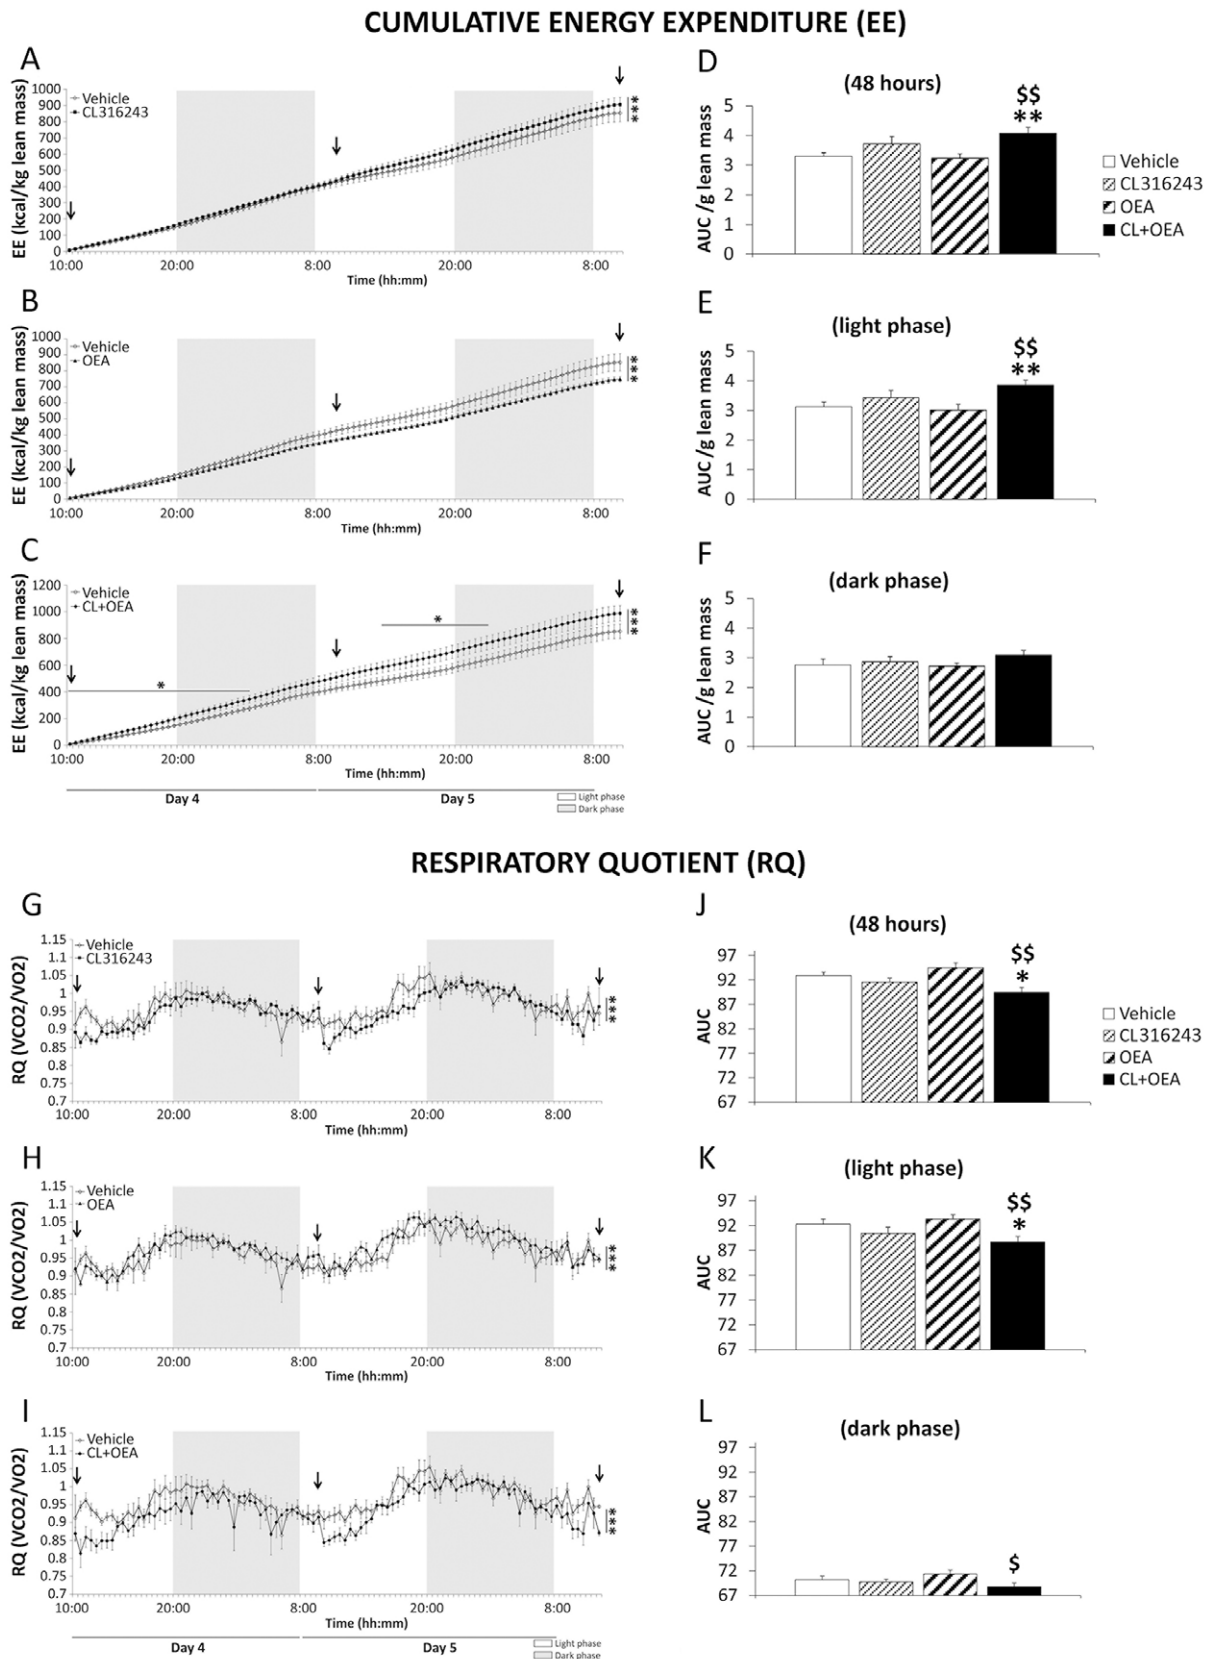 CUMULATIVE ENERGY EXPENDITURE (EE)
A
EE (kcal/kg lean mass)
1000
900
800
700
600
500
400
300
200
100
0
Vehicle
CL316243
***
10:00 20:00 8:00 20:00 8:00
Time (hh:mm)
D
(48 hours)
AUC /g lean mass
5
4
3
2
1
0
$$
**
Vehicle
CL316243
OEA
CL+OEA
B
EE (kcal/kg lean mass)
1000
900
800
700
600
500
400
300
200
100
0
Vehicle
OEA
***
10:00 20:00 8:00 20:00 8:00
Time (hh:mm)
E
(light phase)
AUC /g lean mass
5
4
3
2
1
0
$$
**
C
EE (kcal/kg lean mass)
1200
1000
800
600
400
200
0
Vehicle
CL+OEA
*
*
***
10:00 20:00 8:00 20:00 8:00
Time (hh:mm)
Day 4 Day 5
Light phase
Dark phase
F
(dark phase)
AUC /g lean mass
5
4
3
2
1
0
RESPIRATORY QUOTIENT (RQ)
G
RQ (VCO2/VO2)
1.15
1.1
1.05
1
0.95
0.9
0.85
0.8
0.75
0.7
Vehicle
CL316243
***
10:00 20:00 8:00 20:00 8:00
Time (hh:mm)
J
(48 hours)
AUC
97
92
87
82
77
72
67
$$
*
Vehicle
CL316243
OEA
CL+OEA
H
RQ (VCO2/VO2)
1.15
1.1
1.05
1
0.95
0.9
0.85
0.8
0.75
0.7
Vehicle
OEA
***
10:00 20:00 8:00 20:00 8:00
Time (hh:mm)
K
(light phase)
AUC
97
92
87
82
77
72
67
$$
*
I
RQ (VCO2/VO2)
1.15
1.1
1.05
1
0.95
0.9
0.85
0.8
0.75
0.7
Vehicle
CL+OEA
***
10:00 20:00 8:00 20:00 8:00
Time (hh:mm)
Day 4 Day 5
Light phase
Dark phase
L
(dark phase)
AUC
97
92
87
82
77
72
67
$